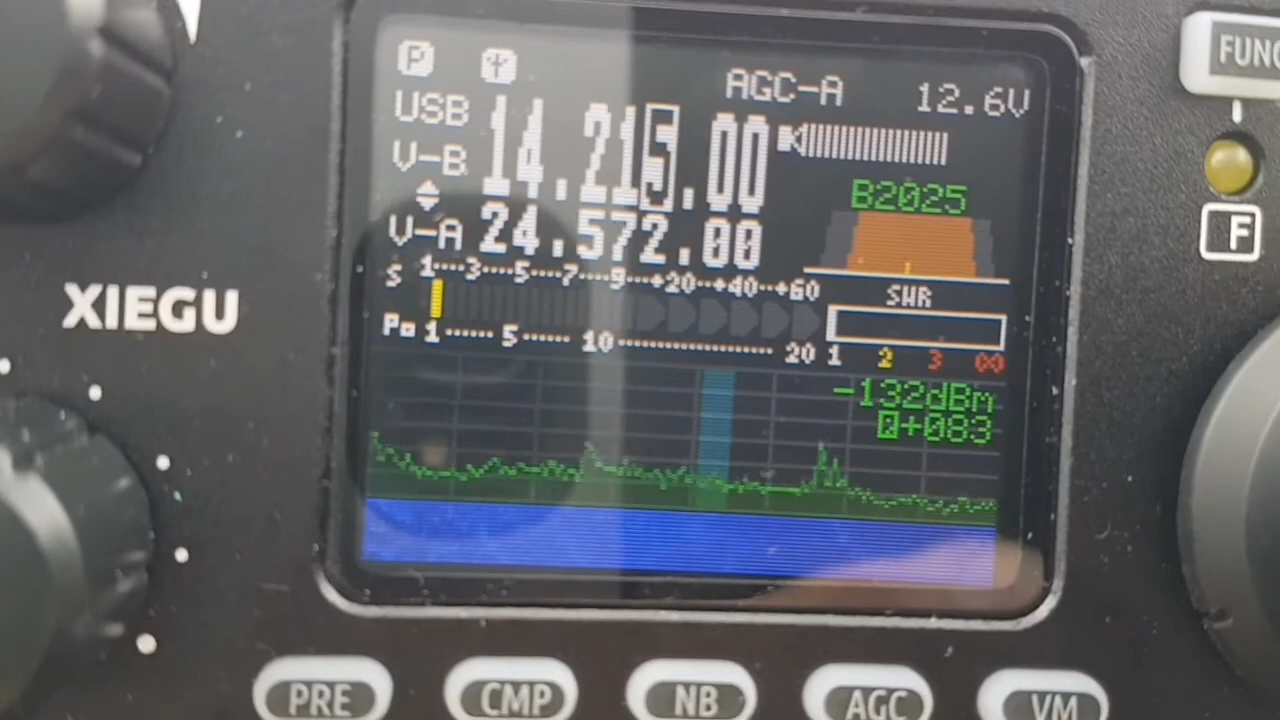 P
AGC-A 12.6V
USB 14.215.00
V-B
V-A 24.572.00
B2025
S 1 3 5 7 9 +20 +40 +60
SWR
Po 1 5 10 20
1 2 3 ∞
-132dBm
0+083
XIEGU
FUNC
F
PRE CMP NB AGC VM